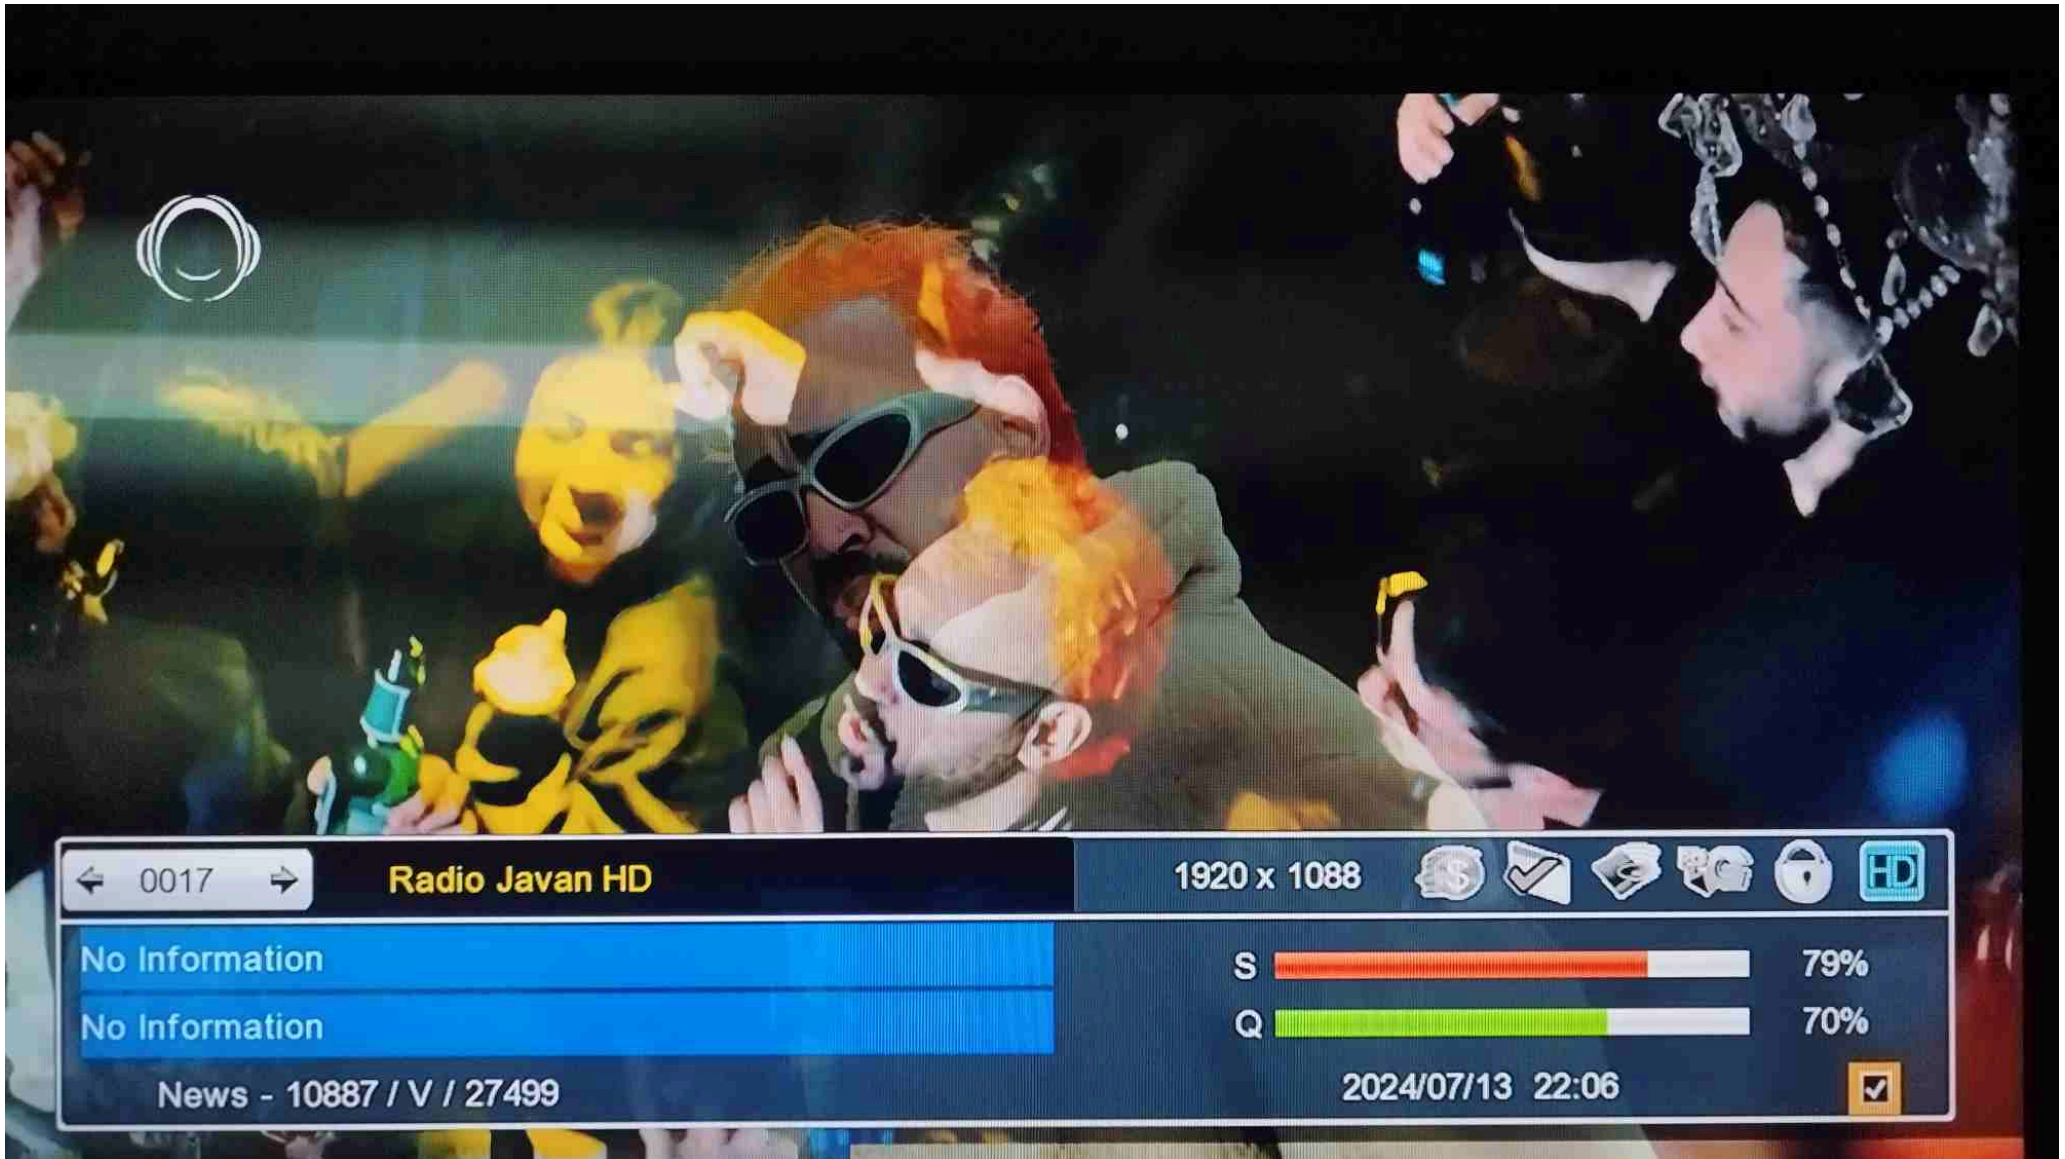 0017
Radio Javan HD
1920 x 1088
HD
No Information
No Information
S 79%
Q 70%
News - 10887 / V / 27499
2024/07/13 22:06